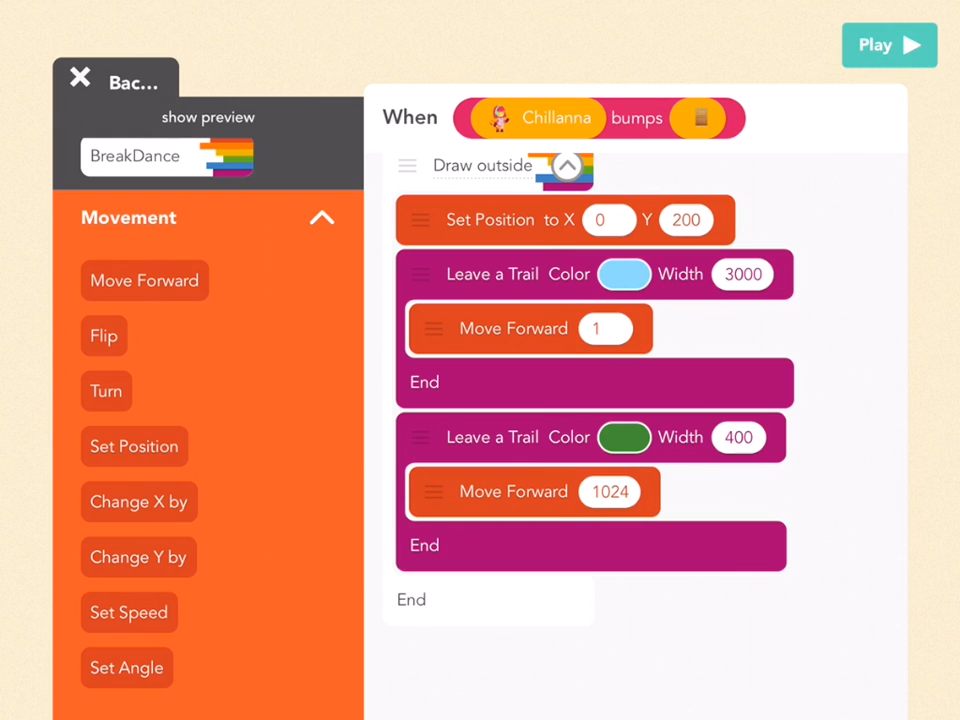 Play
Bac...
show preview
BreakDance
Movement
Move Forward
Flip
Turn
Set Position
Change X by
Change Y by
Set Speed
Set Angle
When Chillanna bumps
Draw outside
Set Position to X 0 Y 200
Leave a Trail Color Width 3000
Move Forward 1
End
Leave a Trail Color Width 400
Move Forward 1024
End
End